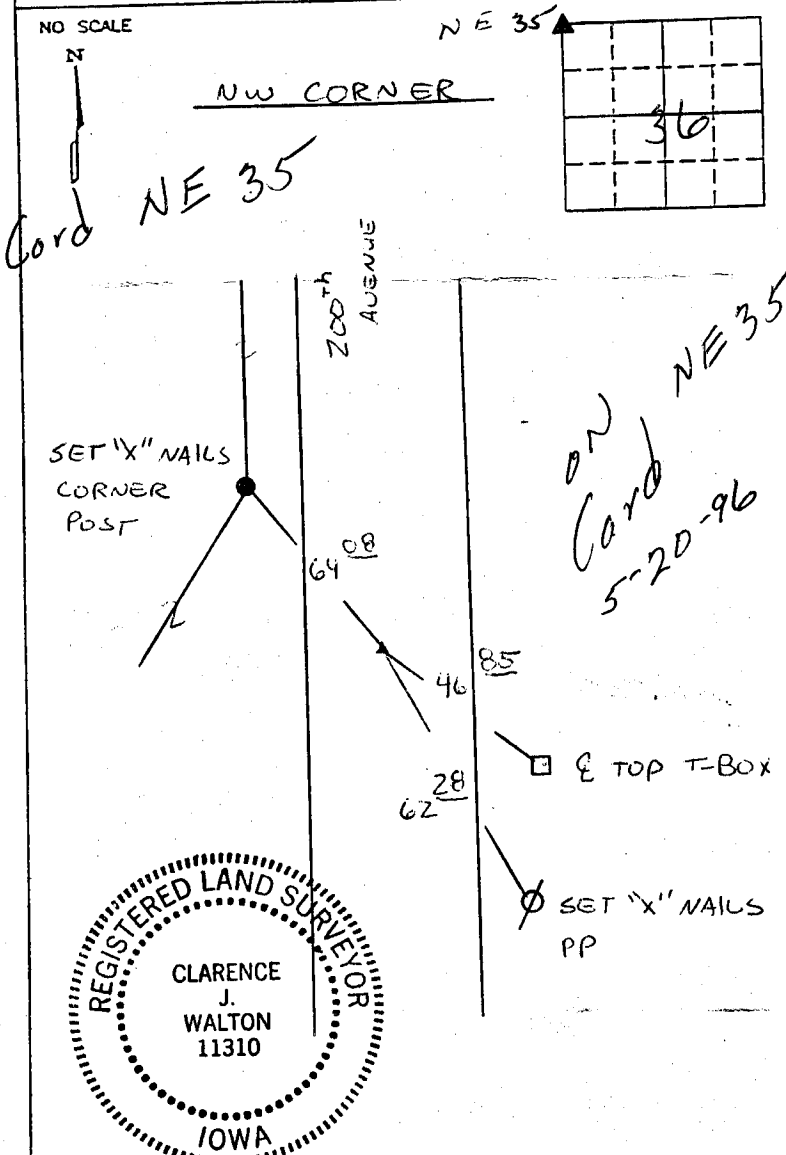 NO SCALE
N
NW CORNER
NE 35
36
Card NE 35
200th
AVENUE
SET "X" NAILS
CORNER
POST
64 08
ON
Card
NE 35
5-20-96
46 85
℄ TOP T-BOX
62 28
SET "X" NAILS
PP
REGISTERED LAND SURVEYOR
CLARENCE
J.
WALTON
11310
IOWA